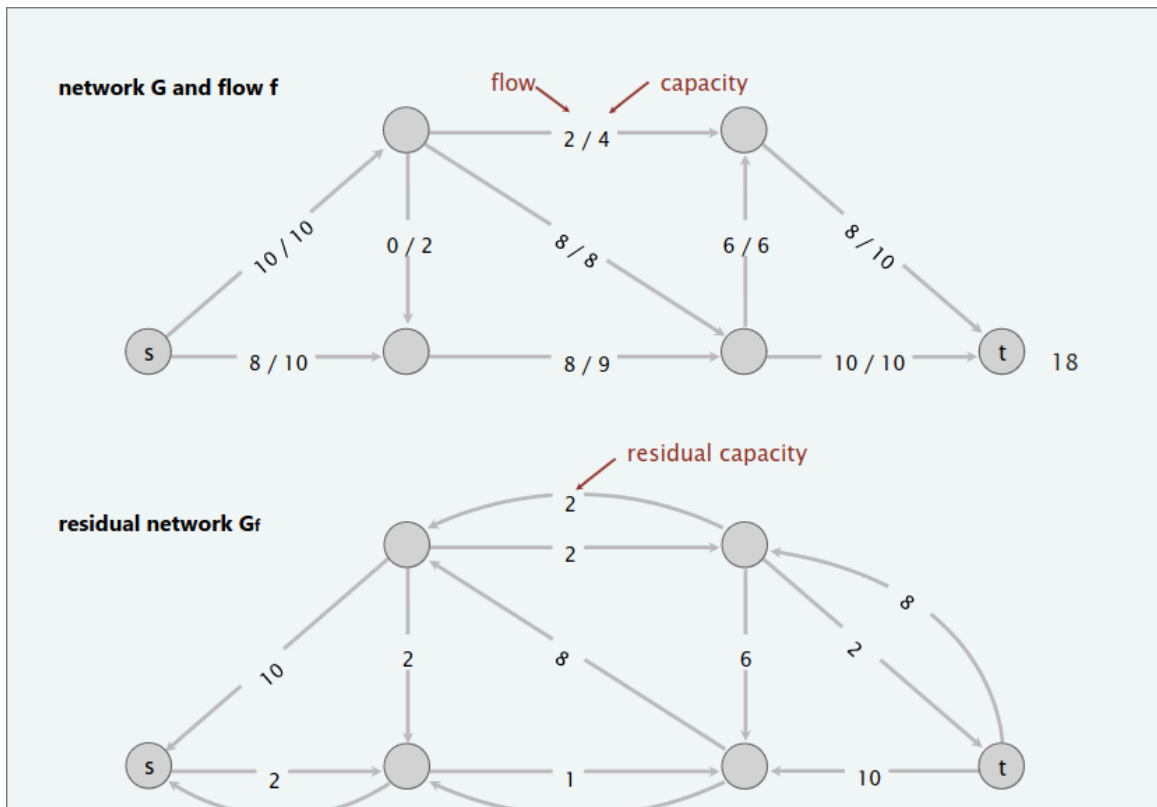 network G and flow f
flow
capacity
2 / 4
10 / 10
0 / 2
8 / 8
6 / 6
8 / 10
s
8 / 10
8 / 9
10 / 10
t
18
residual capacity
2
residual network Gf
2
8
10
2
8
6
2
s
2
1
10
t